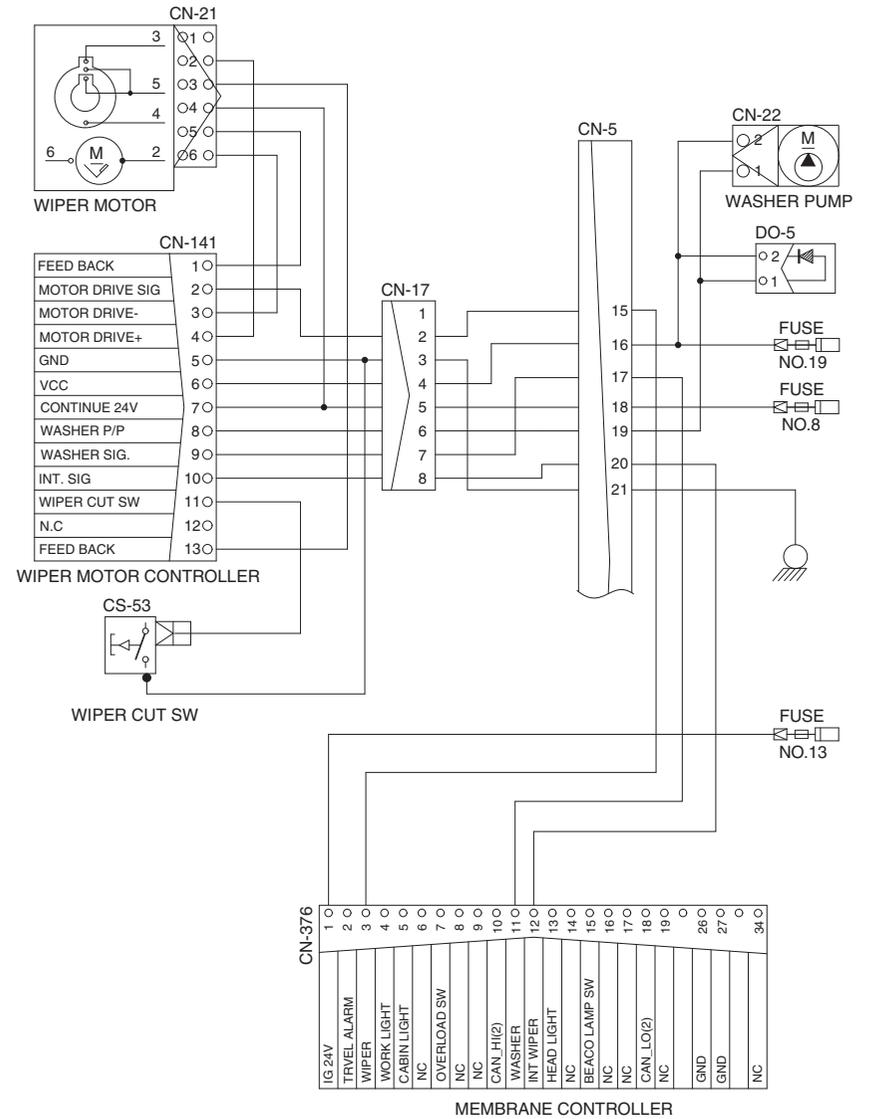 CN-21
3
1
2
5
3
4
4
5
6
M
2
6
WIPER MOTOR
CN-141
FEED BACK 1
MOTOR DRIVE SIG 2
MOTOR DRIVE- 3
MOTOR DRIVE+ 4
GND 5
VCC 6
CONTINUE 24V 7
WASHER P/P 8
WASHER SIG. 9
INT. SIG 10
WIPER CUT SW 11
N.C 12
FEED BACK 13
WIPER MOTOR CONTROLLER
CS-53
WIPER CUT SW
CN-17
1
2
3
4
5
6
7
8
CN-5
15
16
17
18
19
20
21
CN-22
2
M
1
WASHER PUMP
DO-5
2
1
FUSE
NO.19
FUSE
NO.8
FUSE
NO.13
CN-376
1
2
3
4
5
6
7
8
9
10
11
12
13
14
15
16
17
18
19
26
27
34
IG 24V
TRVEL ALARM
WIPER
WORK LIGHT
CABIN LIGHT
NC
OVERLOAD SW
NC
NC
CAN_HI(2)
WASHER
INT WIPER
HEAD LIGHT
NC
BEACO LAMP SW
NC
NC
CAN_LO(2)
NC
GND
GND
NC
MEMBRANE CONTROLLER